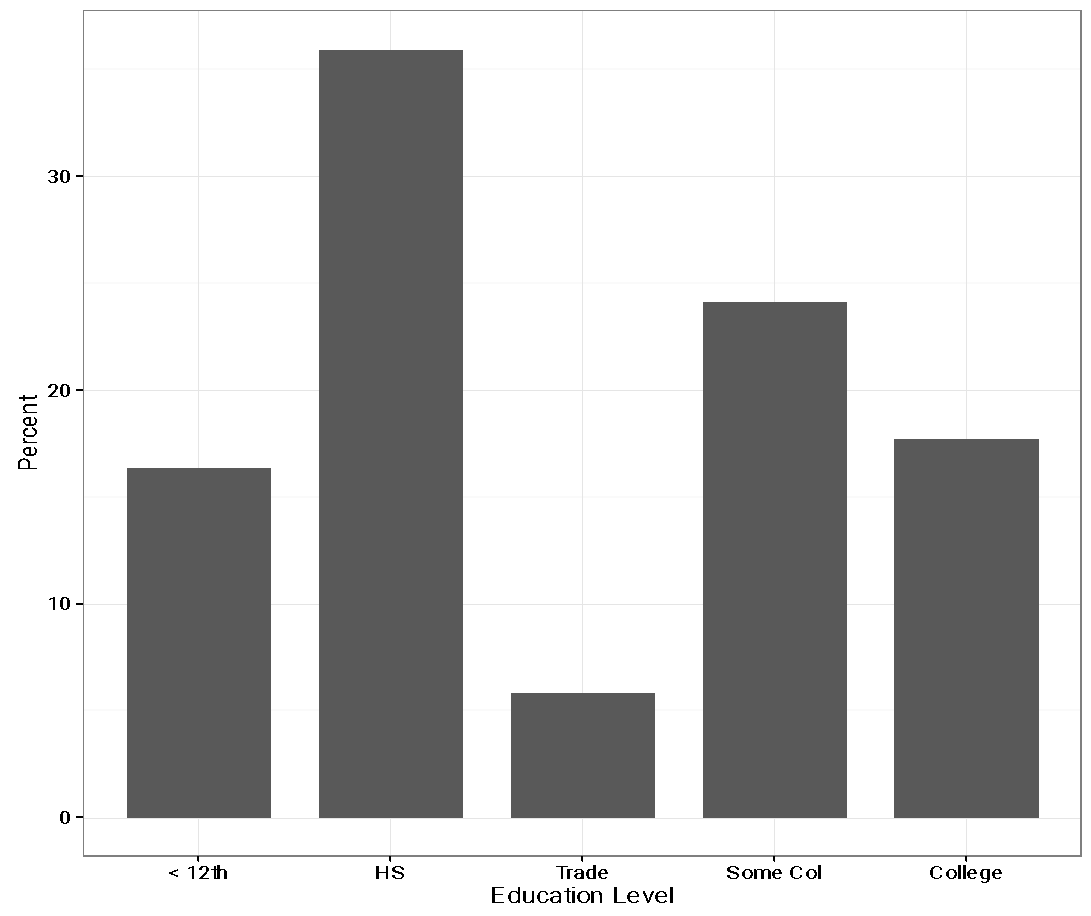 Percent
30
20
10
0
< 12th
HS
Trade
Some Col
College
Education Level